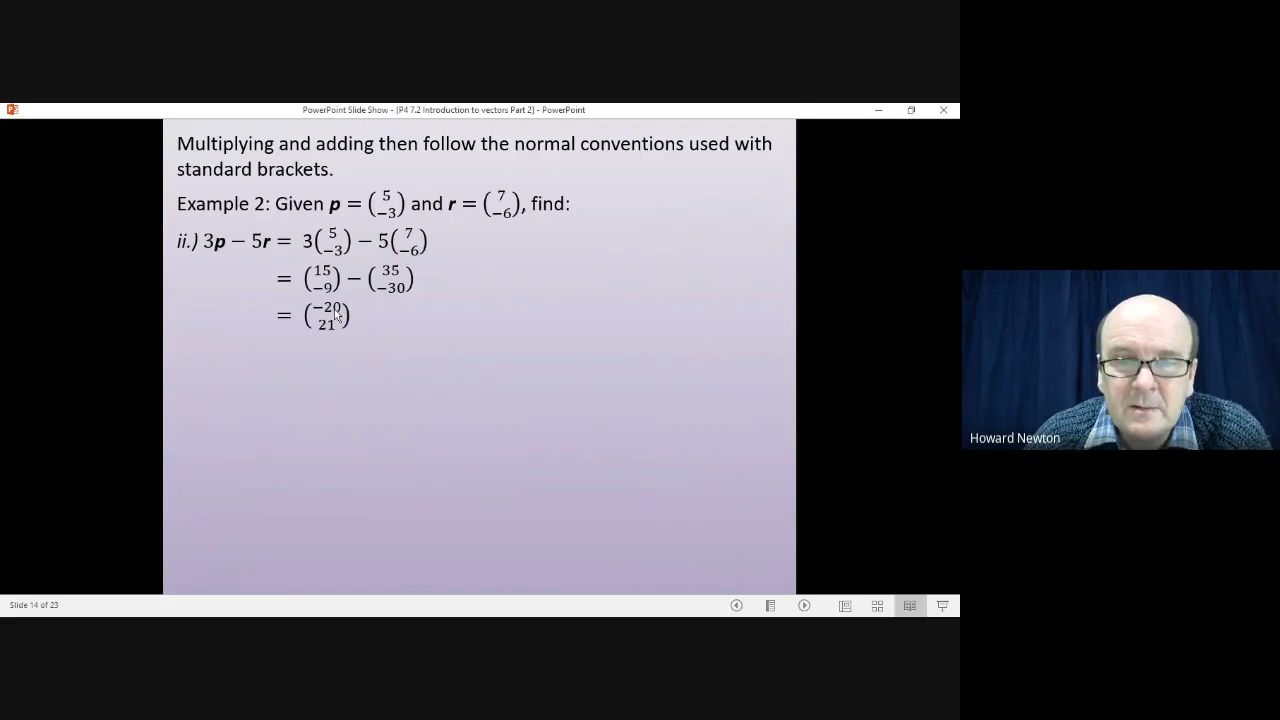 PowerPoint Slide Show - [P4 7.2 Introduction to vectors Part 2] - PowerPoint
Multiplying and adding then follow the normal conventions used with
standard brackets.
Example 2: Given p = (5 −3) and r = (7 −6), find:
ii.) 3p − 5r = 3(5 −3) − 5(7 −6)
= (15 −9) − (35 −30)
= (−20 21)
Howard Newton
Slide 14 of 23